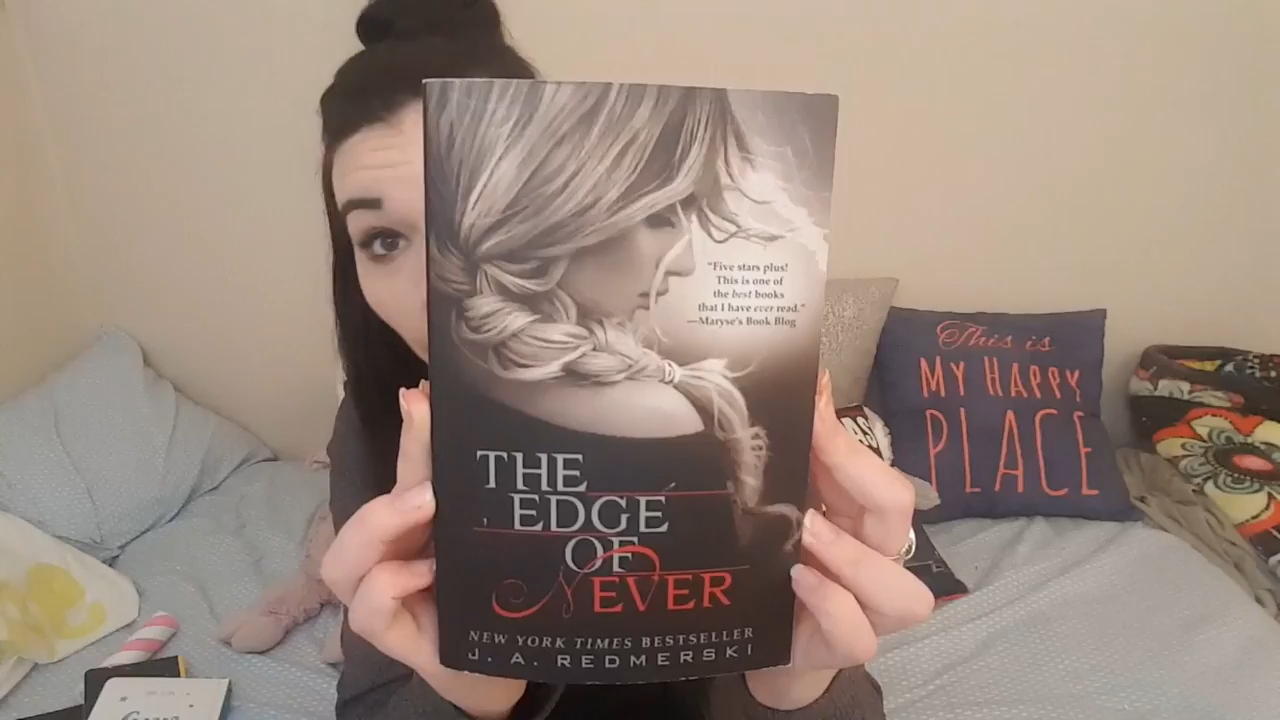 "Five stars plus!
This is one of
the best books
that I have ever read."
—Maryse's Book Blog
THE
EDGE
OF
NEVER
NEW YORK TIMES BESTSELLER
J. A. REDMERSKI
This is
MY HAPPY
PLACE
AS